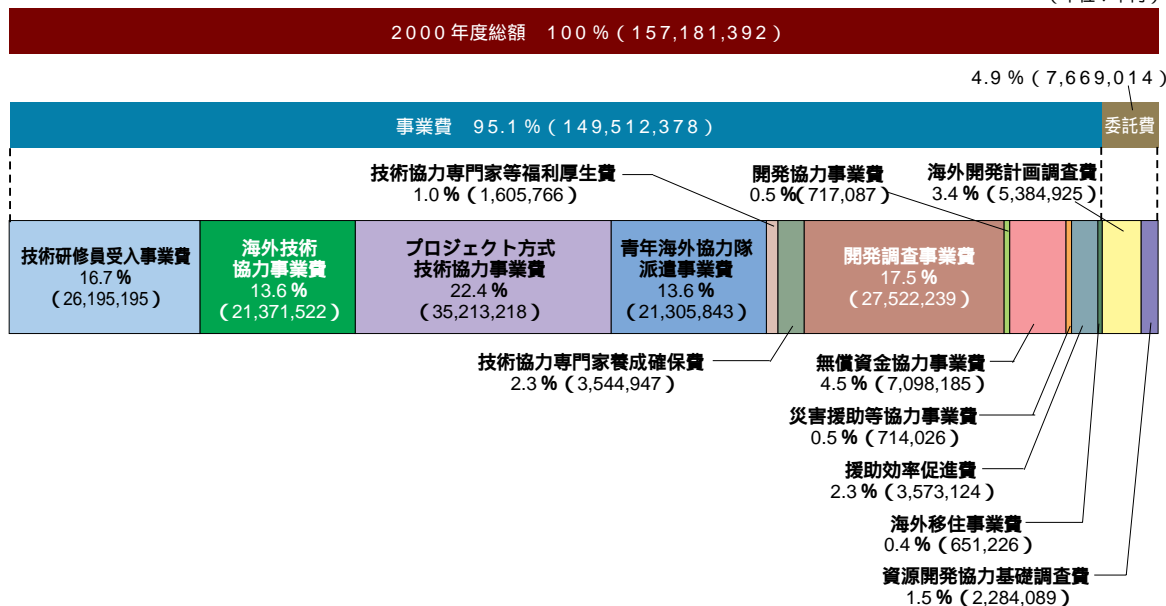 2000年度総額 100%(157,181,392)
4.9%(7,669,014)
事業費 95.1%(149,512,378)
委託費
技術協力専門家等福利厚生費
1.0%(1,605,766)
開発協力事業費
0.5%(717,087)
海外開発計画調査費
3.4%(5,384,925)
技術研修員受入事業費
16.7%
(26,195,195)
海外技術
協力事業費
13.6%
(21,371,522)
プロジェクト方式
技術協力事業費
22.4%
(35,213,218)
青年海外協力隊
派遣事業費
13.6%
(21,305,843)
開発調査事業費
17.5%
(27,522,239)
技術協力専門家養成確保費
2.3%(3,544,947)
無償資金協力事業費
4.5%(7,098,185)
災害援助等協力事業費
0.5%(714,026)
援助効率促進費
2.3%(3,573,124)
海外移住事業費
0.4%(651,226)
資源開発協力基礎調査費
1.5%(2,284,089)